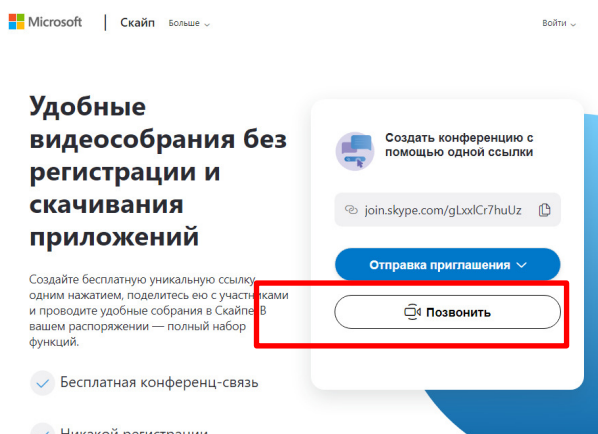 Microsoft
Скайп
Больше
Войти
Удобные
видеособрания без
регистрации и
скачивания
приложений
Создайте бесплатную уникальную ссылку
одним нажатием, поделитесь ею с участниками
и проводите удобные собрания в Скайпе. В
вашем распоряжении — полный набор
функций.
Бесплатная конференц-связь
Никакой регистрации
Создать конференцию с
помощью одной ссылки
join.skype.com/gLxxlCr7huUz
Отправка приглашения
Позвонить